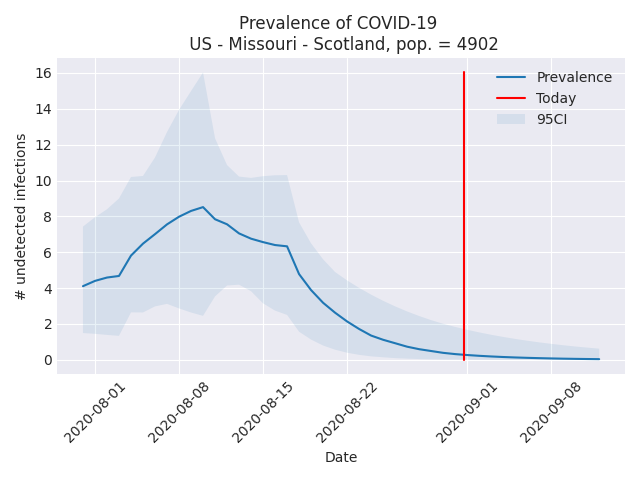 Prevalence of COVID-19
US - Missouri - Scotland, pop. = 4902
# undetected infections
16
14
12
10
8
6
4
2
0
Prevalence
Today
95CI
2020-08-01
2020-08-08
2020-08-15
2020-08-22
2020-09-01
2020-09-08
Date